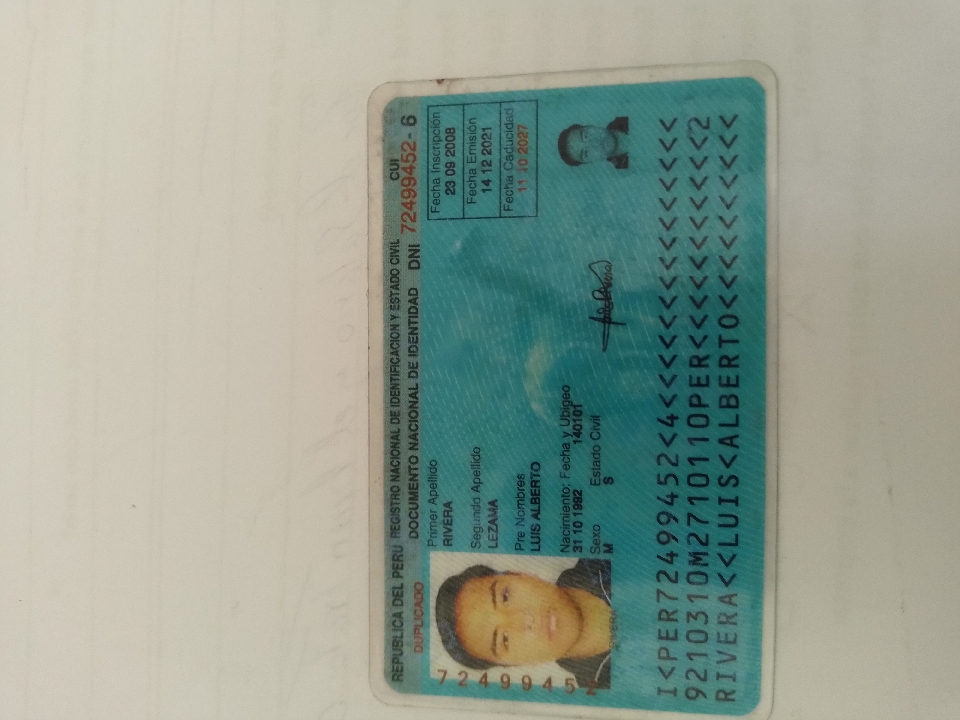 REPUBLICA DEL PERU REGISTRO NACIONAL DE IDENTIFICACION Y ESTADO CIVIL CUI
DUPLICADO DOCUMENTO NACIONAL DE IDENTIDAD DNI 72499452 - 6
Primer Apellido
RIVERA
Segundo Apellido
LEZAMA
Pre Nombres
LUIS ALBERTO
Nacimiento: Fecha y Ubigeo
31 10 1992 140101
Sexo Estado Civil
M S
Fecha Inscripción
23 09 2008
Fecha Emisión
14 12 2021
Fecha Caducidad
11 10 2027
7249945
I<PER72499452<4<<<<<<<<<<<<<<<
9210310M2710110PER<<<<<<<<<<<2
RIVERA<<LUIS<ALBERTO<<<<<<<<<<